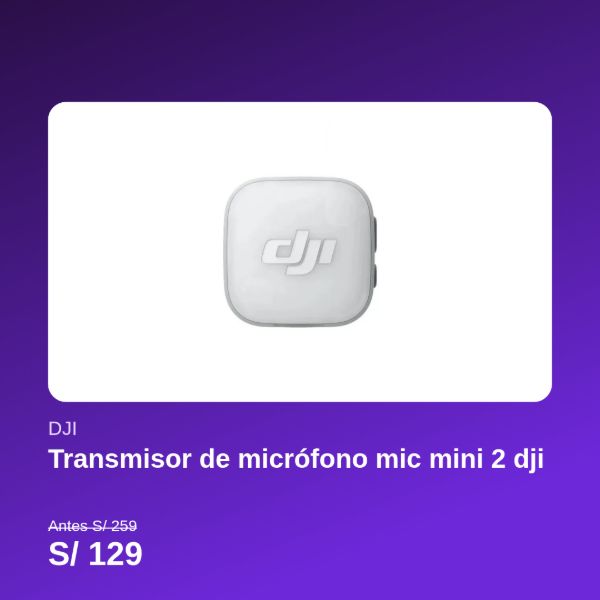 dji
DJI
Transmisor de micrófono mic mini 2 dji
Antes S/ 259
S/ 129